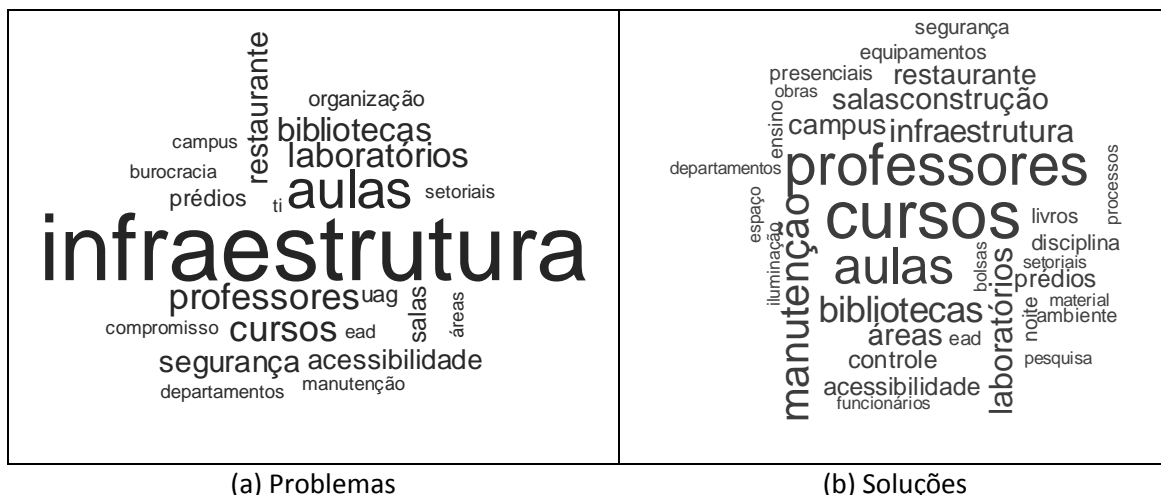 restaurante
organização
bibliotecas
campus
laboratórios
burocracia
aulas
setoriais
prédios
ti
infraestrutura
professores
uag
salas
áreas
compromisso
cursos
ead
segurança
acessibilidade
departamentos
manutenção
(a) Problemas
segurança
equipamentos
presenciais
restaurante
obras
salas
construção
ensino
campus
infraestrutura
departamentos
professores
processos
espaço
manutenção
cursos
livros
iluminação
disciplina
aulas
bolsas
setoriais
laboratórios
prédios
bibliotecas
material
noite
ambiente
áreas
ead
controle
pesquisa
acessibilidade
funcionários
(b) Soluções